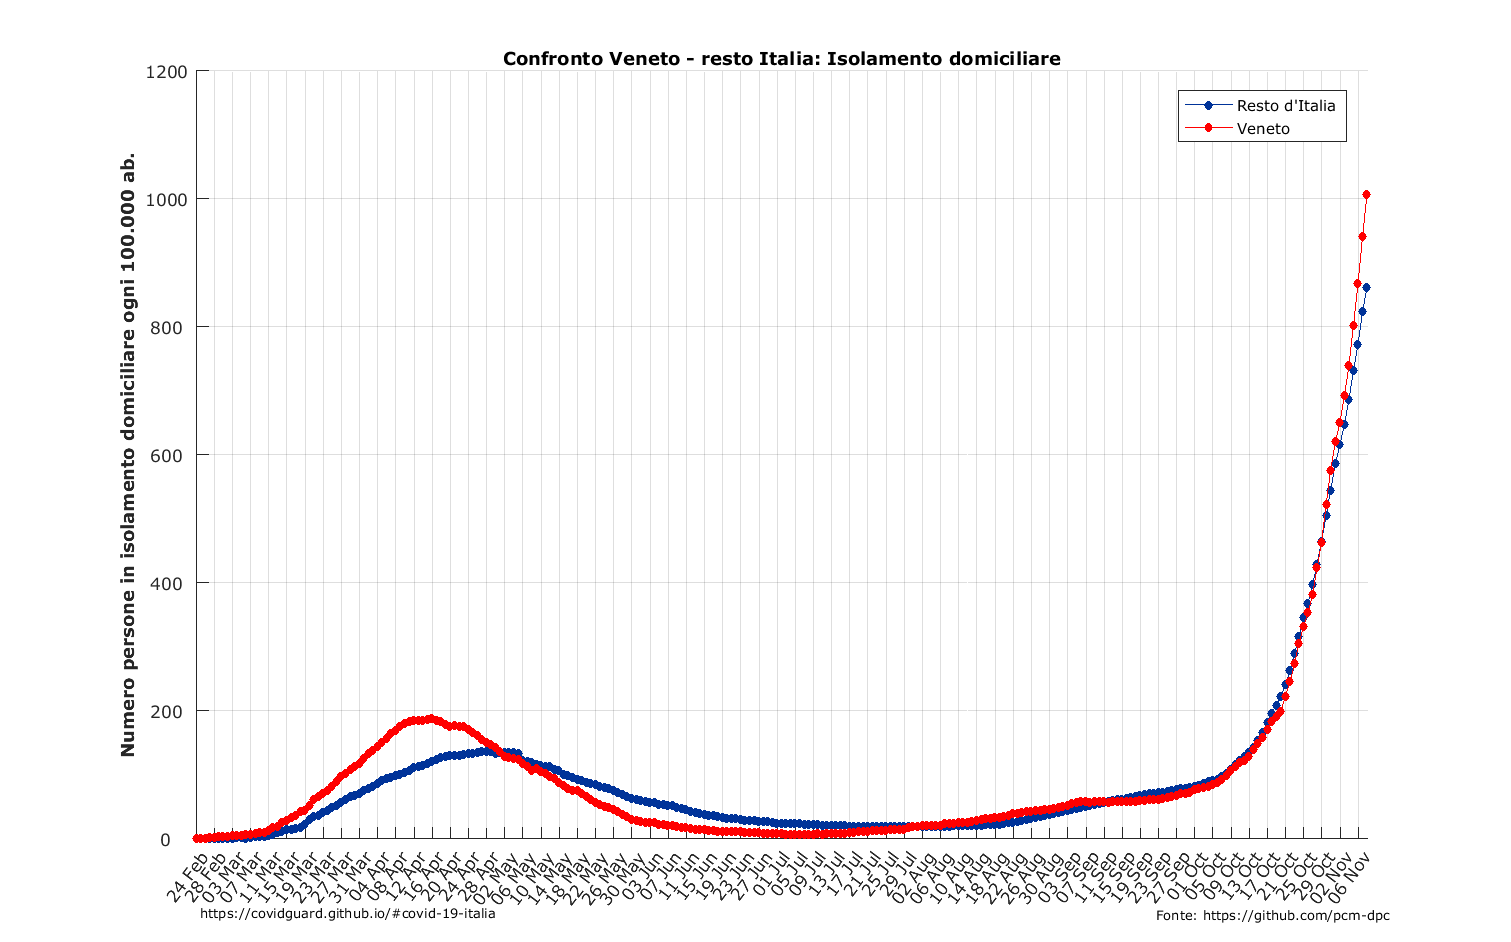 Confronto Veneto - resto Italia: Isolamento domiciliare
Numero persone in isolamento domiciliare ogni 100.000 ab.
1200
1000
800
600
400
200
0
Resto d'Italia
Veneto
24 Feb
28 Feb
03 Mar
07 Mar
11 Mar
15 Mar
19 Mar
23 Mar
27 Mar
31 Mar
04 Apr
08 Apr
12 Apr
16 Apr
20 Apr
24 Apr
28 Apr
02 May
06 May
10 May
14 May
18 May
22 May
26 May
30 May
03 Jun
07 Jun
11 Jun
15 Jun
19 Jun
23 Jun
27 Jun
01 Jul
05 Jul
09 Jul
13 Jul
17 Jul
21 Jul
25 Jul
29 Jul
02 Aug
06 Aug
10 Aug
14 Aug
18 Aug
22 Aug
26 Aug
30 Aug
03 Sep
07 Sep
11 Sep
15 Sep
19 Sep
23 Sep
27 Sep
01 Oct
05 Oct
09 Oct
13 Oct
17 Oct
21 Oct
25 Oct
29 Oct
02 Nov
06 Nov
https://covidguard.github.io/#covid-19-italia
Fonte: https://github.com/pcm-dpc